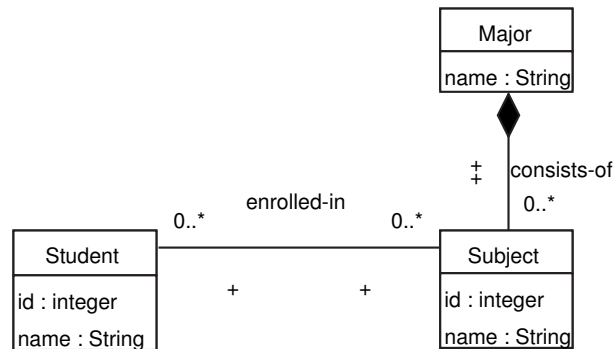 Major
name : String
+
+
consists-of
0..*
enrolled-in
0..*
0..*
Student
id : integer
name : String
+
+
Subject
id : integer
name : String